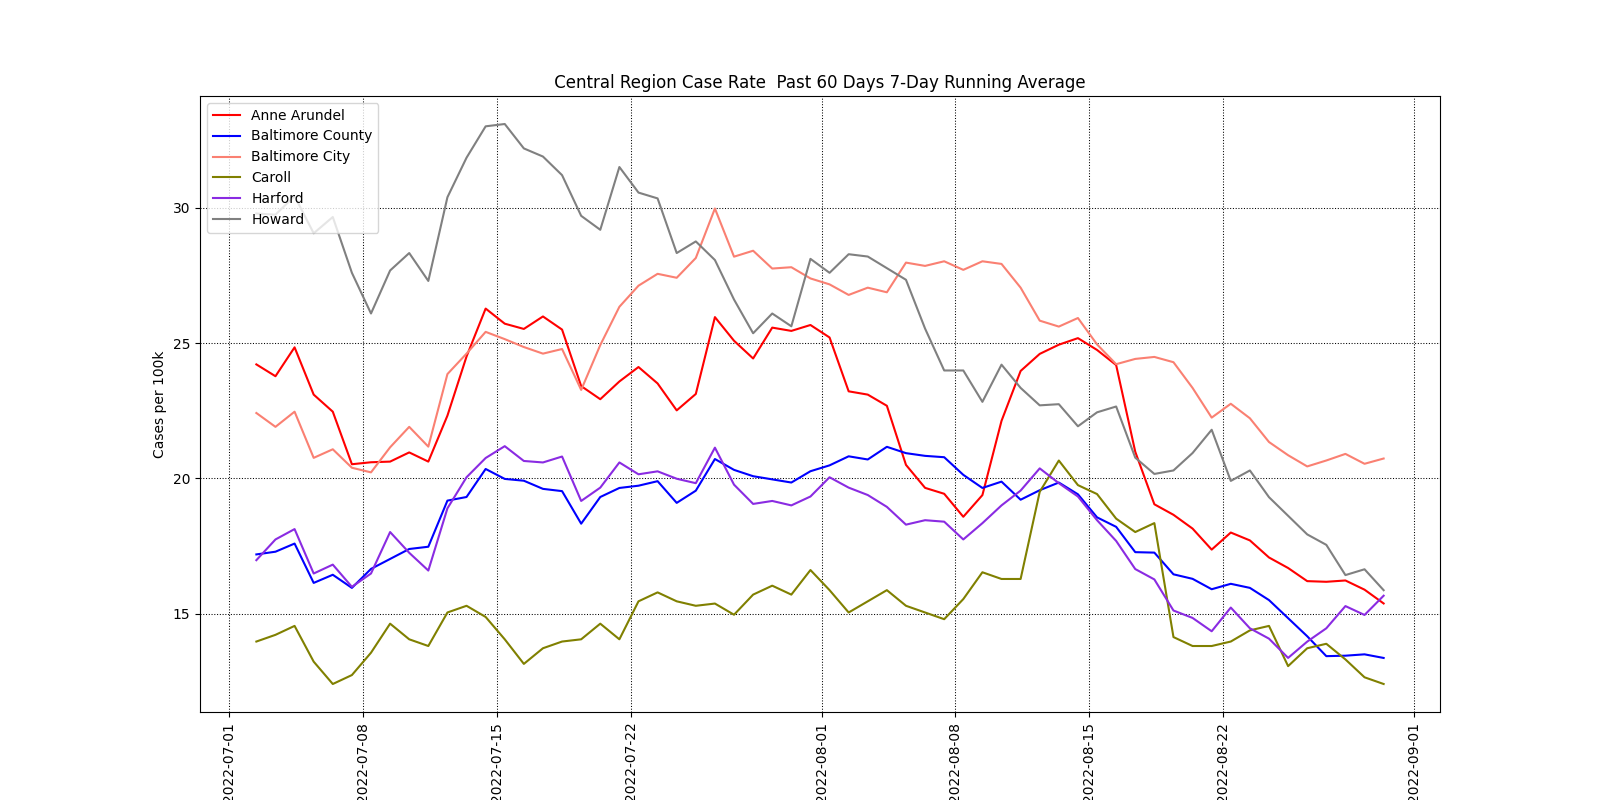 Central Region Case Rate  Past 60 Days 7-Day Running Average
Anne Arundel
Baltimore County
Baltimore City
Caroll
Harford
Howard
Cases per 100k
30
25
20
15
2022-07-01
2022-07-08
2022-07-15
2022-07-22
2022-08-01
2022-08-08
2022-08-15
2022-08-22
2022-09-01